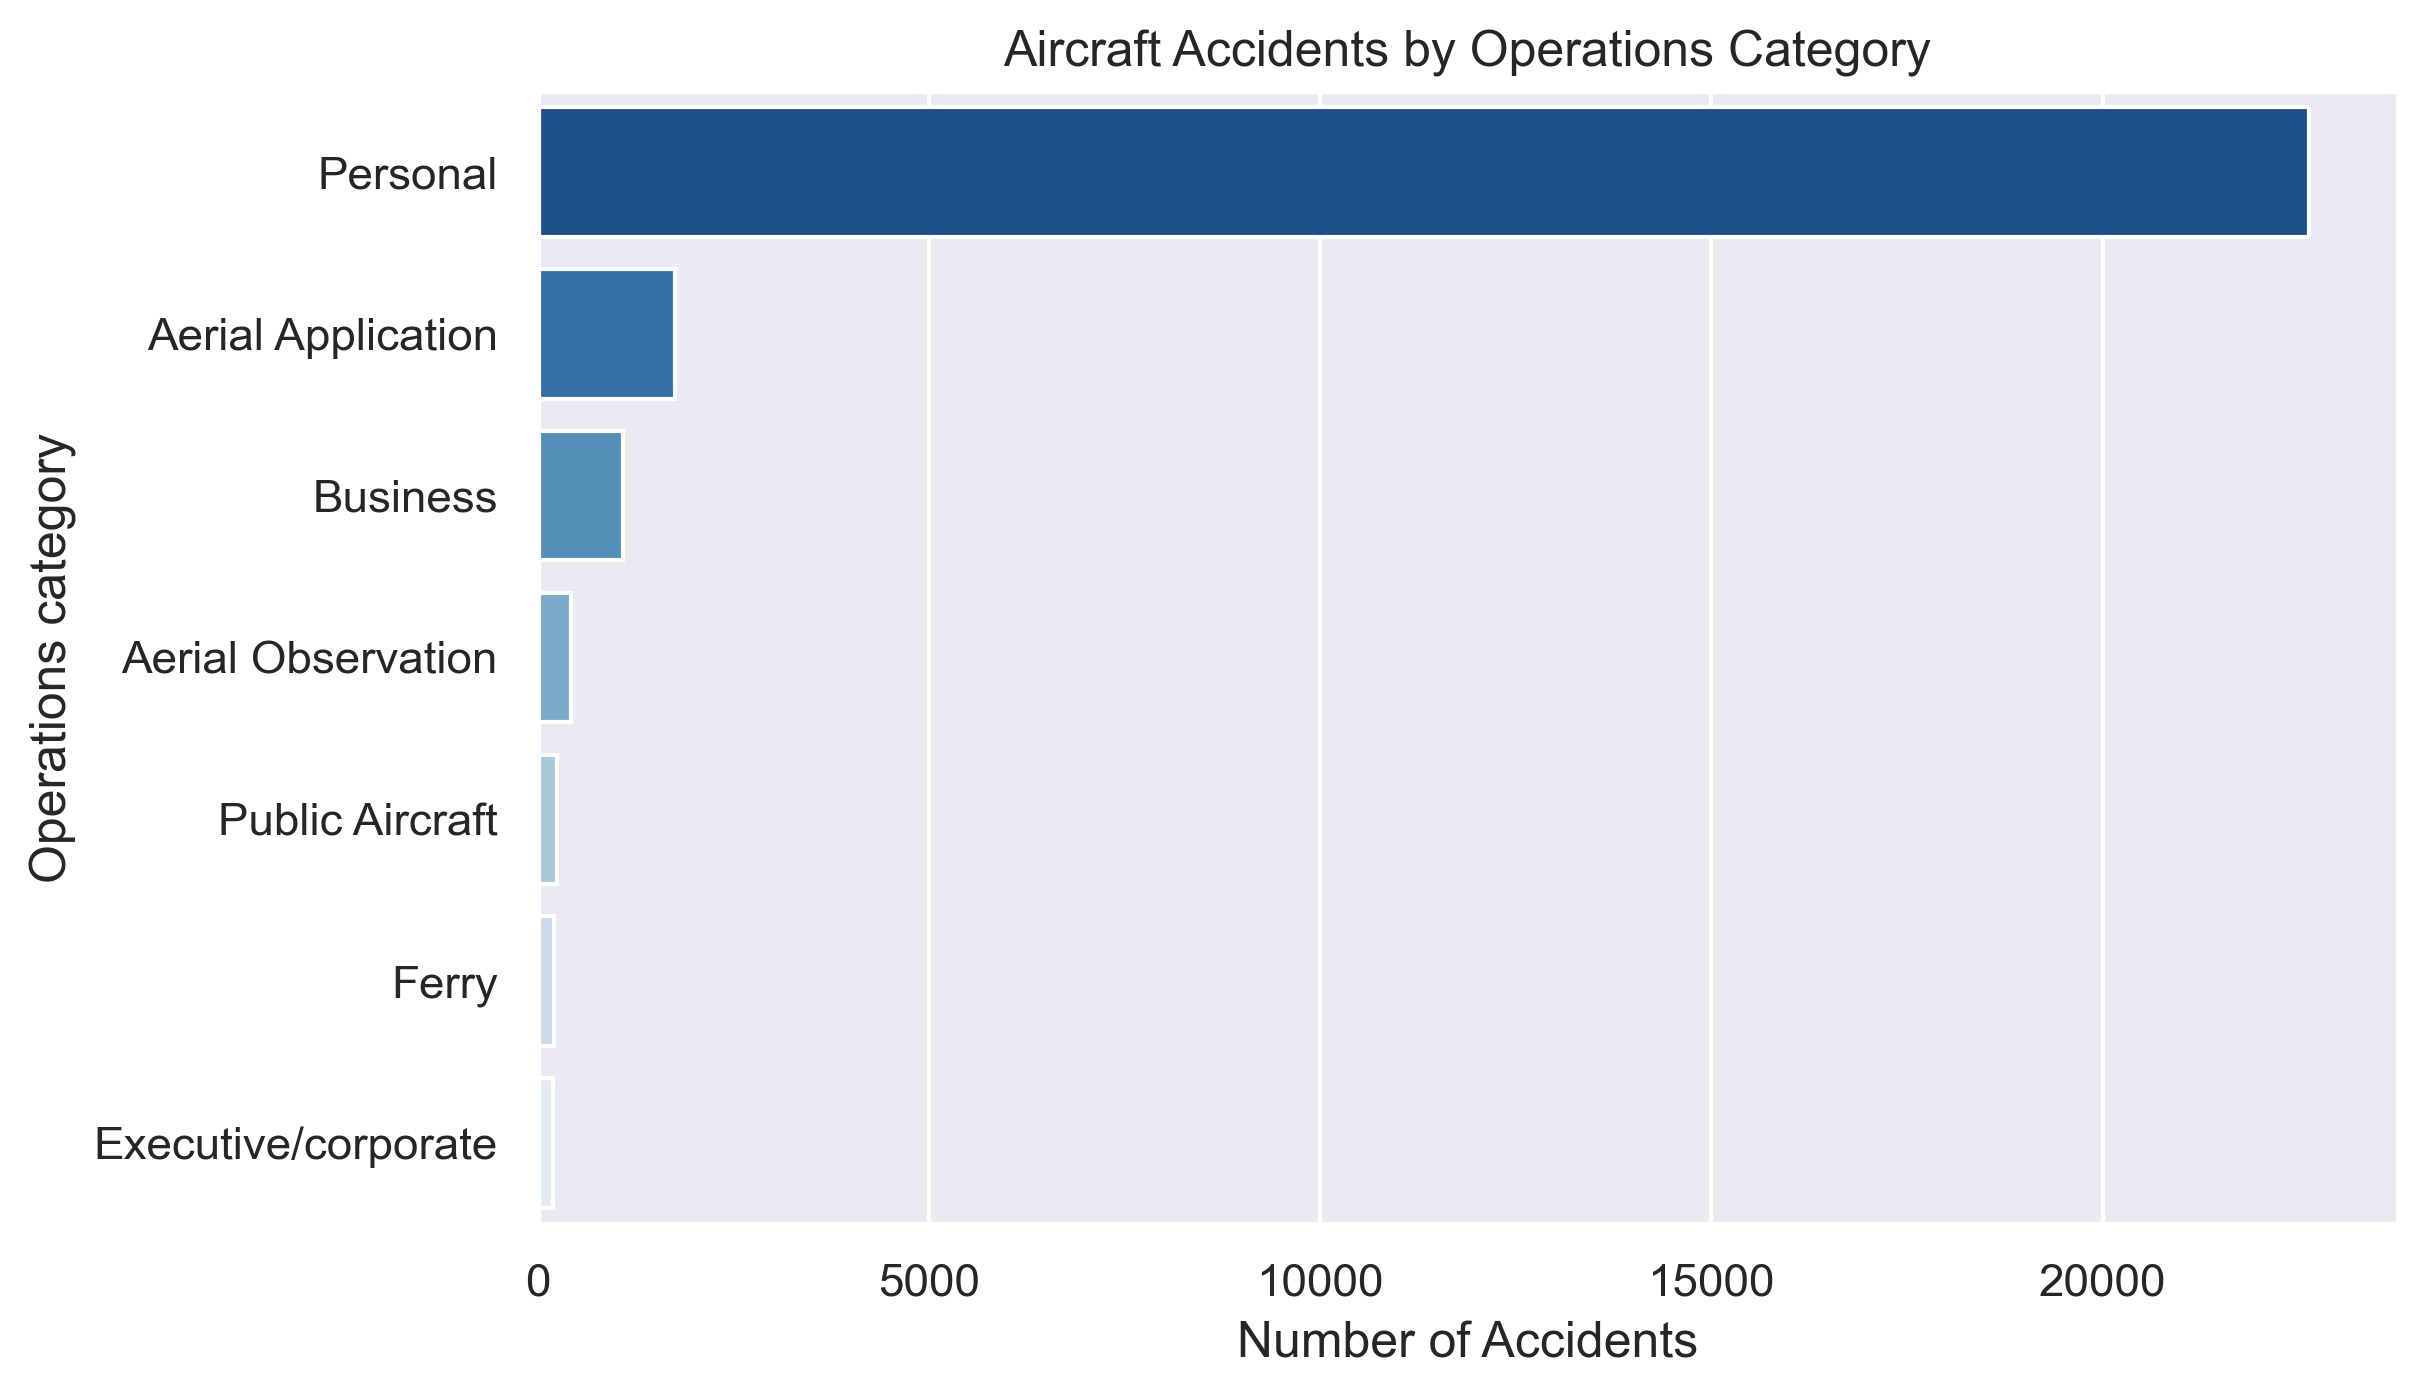 Aircraft Accidents by Operations Category
Operations category
Personal
Aerial Application
Business
Aerial Observation
Public Aircraft
Ferry
Executive/corporate
0 5000 10000 15000 20000
Number of Accidents